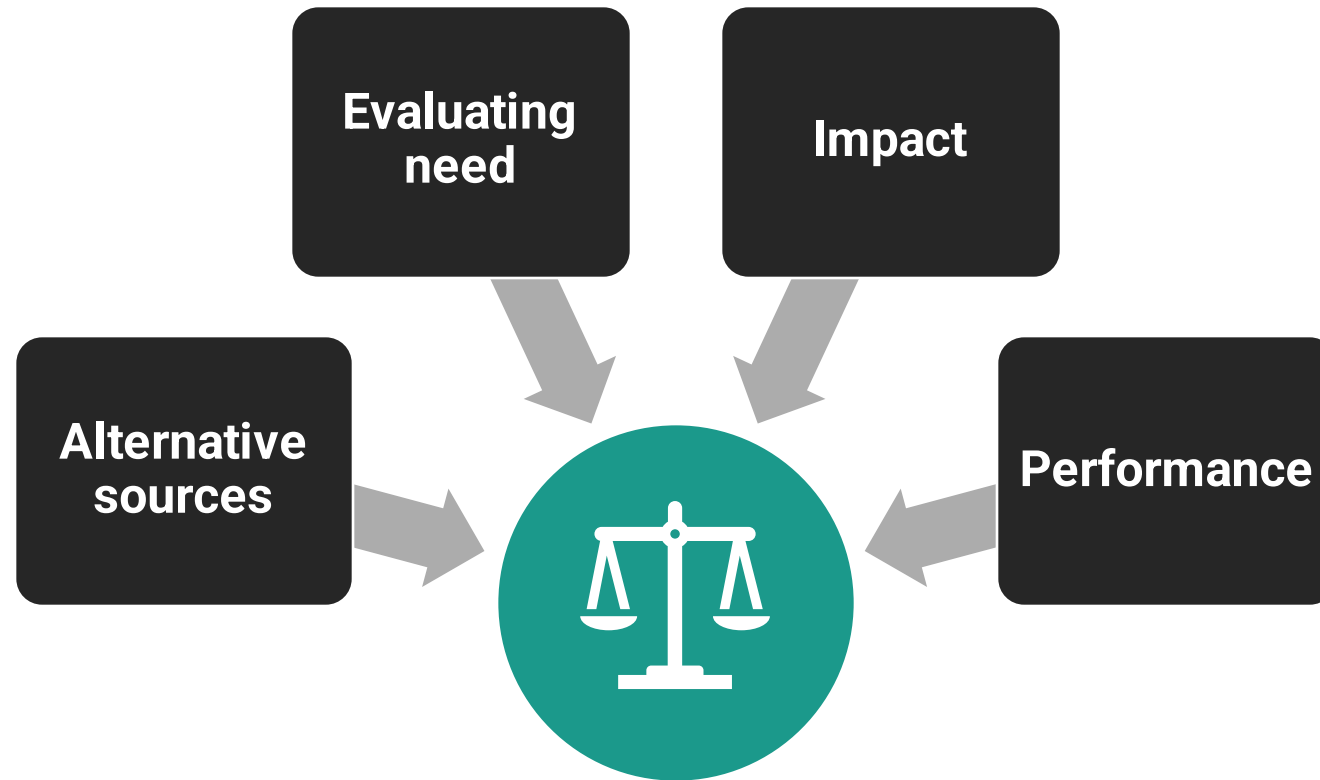 Evaluating
need
Impact
Alternative
sources
Performance